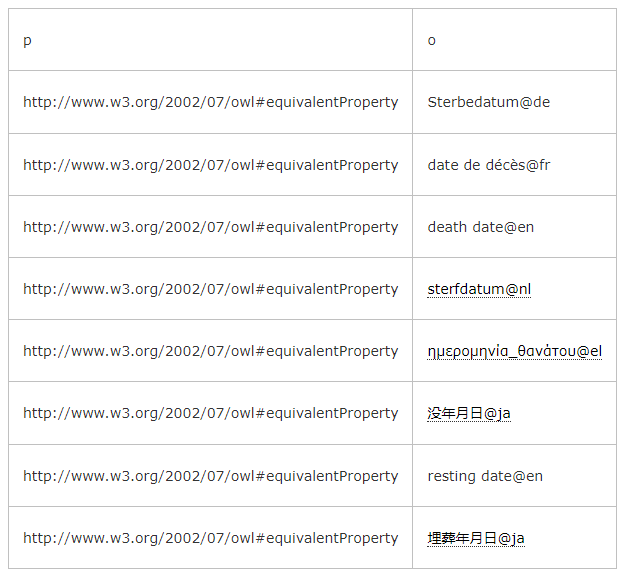 p o
http://www.w3.org/2002/07/owl#equivalentProperty Sterbedatum@de
http://www.w3.org/2002/07/owl#equivalentProperty date de décès@fr
http://www.w3.org/2002/07/owl#equivalentProperty death date@en
http://www.w3.org/2002/07/owl#equivalentProperty sterfdatum@nl
http://www.w3.org/2002/07/owl#equivalentProperty ημερομηνία_θανάτου@el
http://www.w3.org/2002/07/owl#equivalentProperty 没年月日@ja
http://www.w3.org/2002/07/owl#equivalentProperty resting date@en
http://www.w3.org/2002/07/owl#equivalentProperty 埋葬年月日@ja